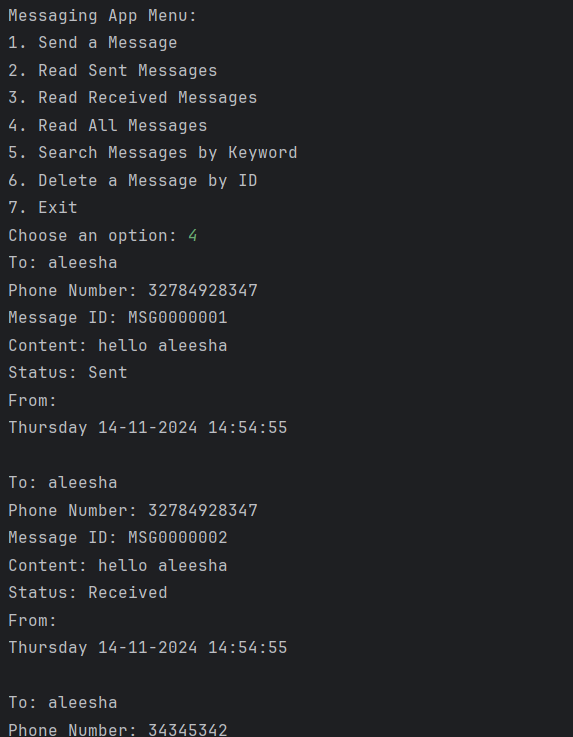 Messaging App Menu:
1. Send a Message
2. Read Sent Messages
3. Read Received Messages
4. Read All Messages
5. Search Messages by Keyword
6. Delete a Message by ID
7. Exit
Choose an option: 4
To: aleesha
Phone Number: 32784928347
Message ID: MSG0000001
Content: hello aleesha
Status: Sent
From:
Thursday 14-11-2024 14:54:55
To: aleesha
Phone Number: 32784928347
Message ID: MSG0000002
Content: hello aleesha
Status: Received
From:
Thursday 14-11-2024 14:54:55
To: aleesha
Phone Number: 34345342